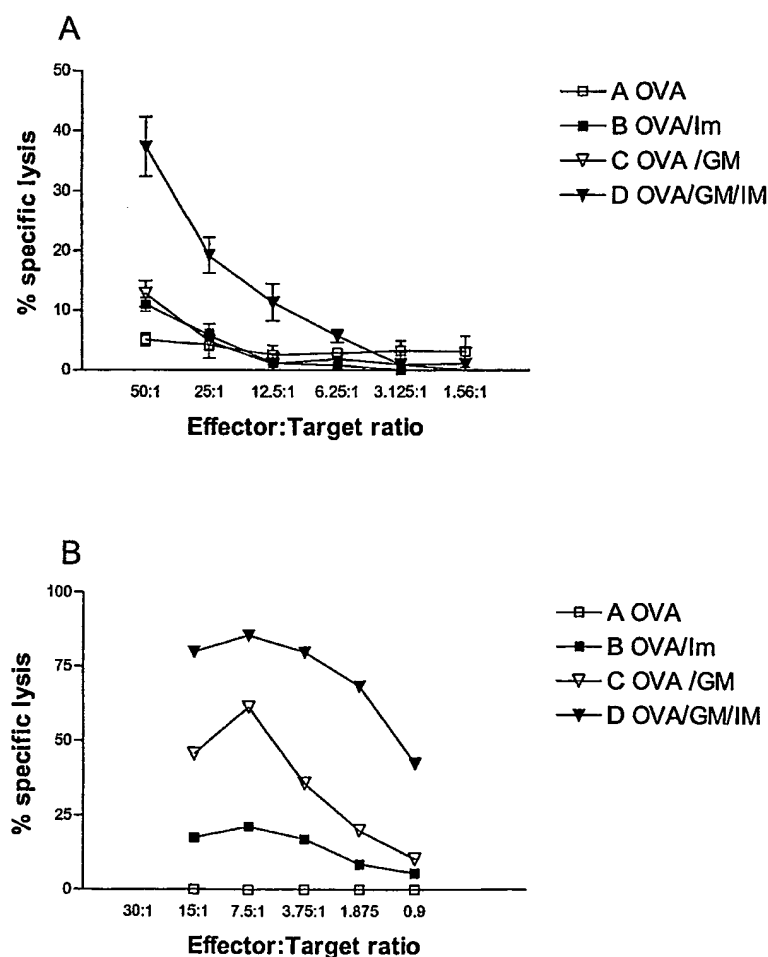 A
50
40
30
20
10
0
% specific lysis
50:1 25:1 12.5:1 6.25:1 3.125:1 1.56:1
Effector:Target ratio
A OVA
B OVA/Im
C OVA /GM
D OVA/GM/IM
B
100
75
50
25
0
% specific lysis
30:1 15:1 7.5:1 3.75:1 1.875 0.9
Effector:Target ratio
A OVA
B OVA/Im
C OVA /GM
D OVA/GM/IM